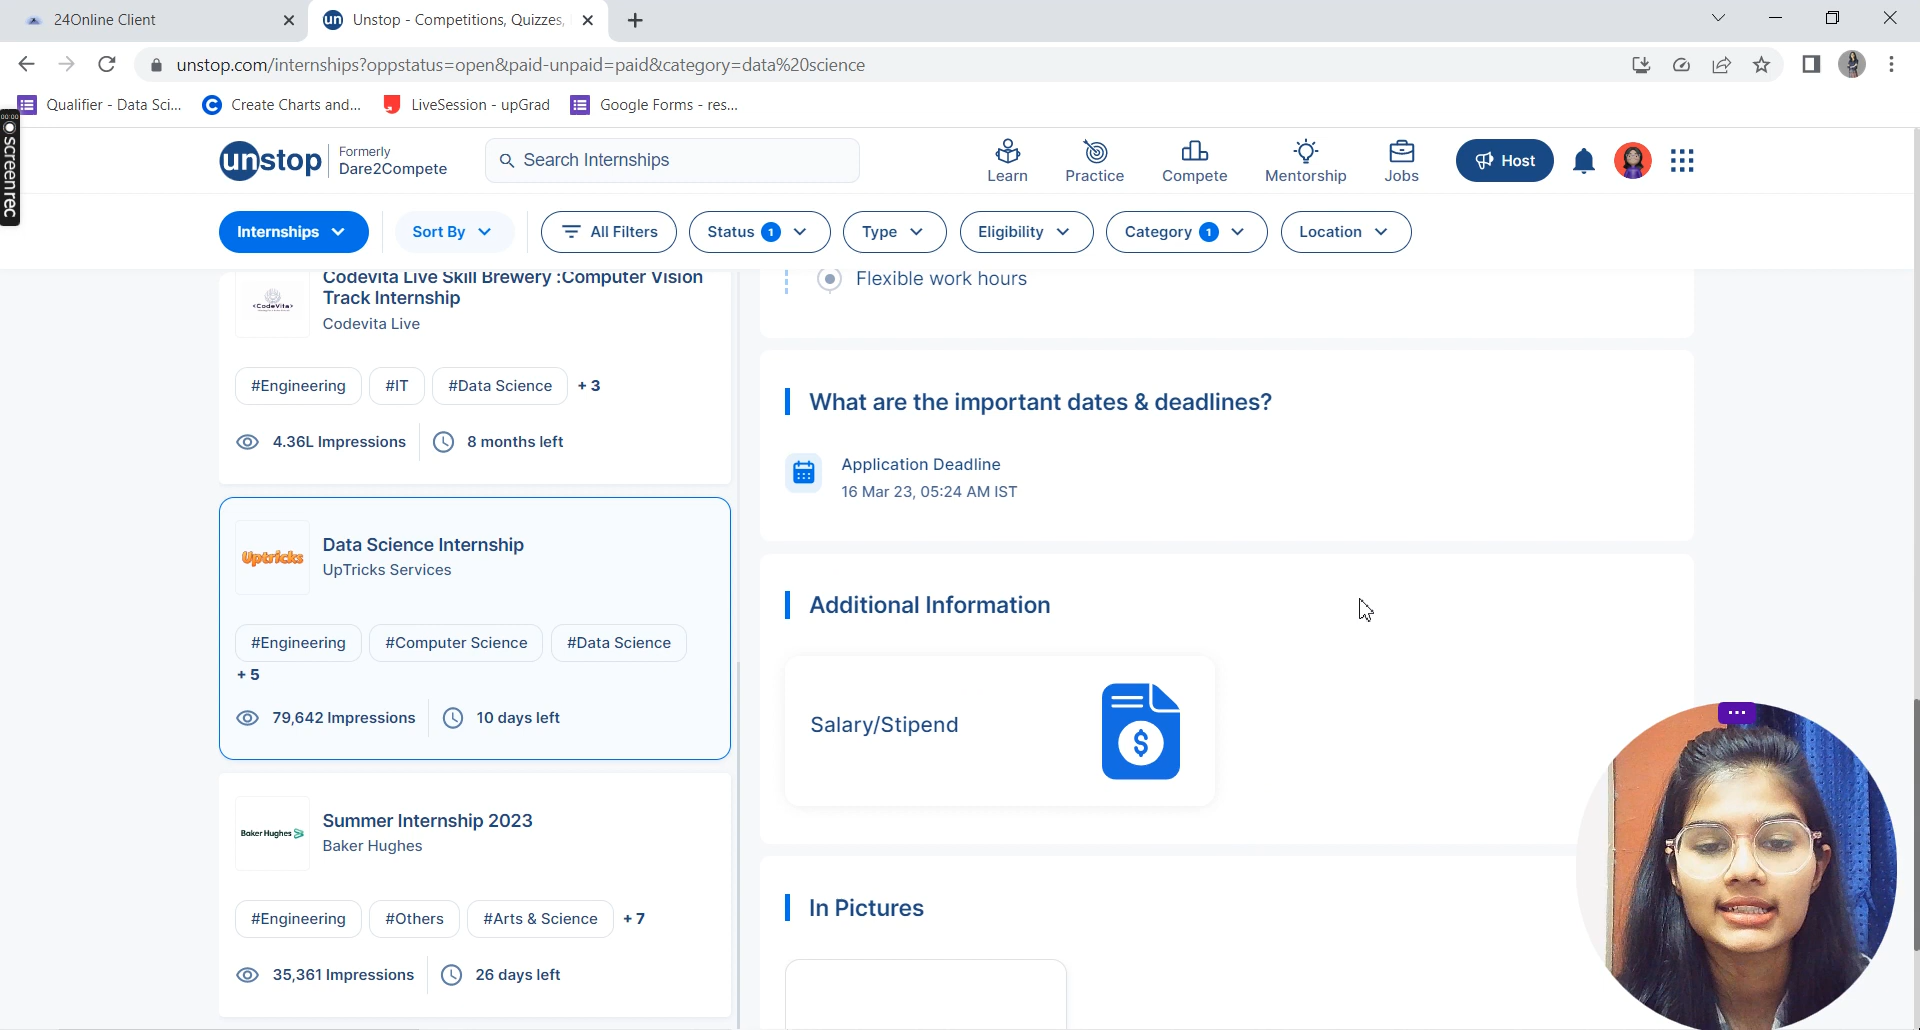 24Online Client
un Unstop - Competitions, Quizzes,
unstop.com/internships?oppstatus=open&paid-unpaid=paid&category=data%20science
Qualifier - Data Sci...
Create Charts and...
LiveSession - upGrad
Google Forms - res...
00:00
screenrec
unstop
Formerly
Dare2Compete
Search Internships
Learn
Practice
Compete
Mentorship
Jobs
Host
Internships
Sort By
All Filters
Status 1
Type
Eligibility
Category 1
Location
<CodeVita>
Codevita Live Skill Brewery :Computer Vision
Track Internship
Codevita Live
#Engineering
#IT
#Data Science
+ 3
4.36L Impressions
8 months left
Uptricks
Data Science Internship
UpTricks Services
#Engineering
#Computer Science
#Data Science
+ 5
79,642 Impressions
10 days left
Baker Hughes
Summer Internship 2023
Baker Hughes
#Engineering
#Others
#Arts & Science
+ 7
35,361 Impressions
26 days left
Flexible work hours
What are the important dates & deadlines?
Application Deadline
16 Mar 23, 05:24 AM IST
Additional Information
Salary/Stipend
$
In Pictures